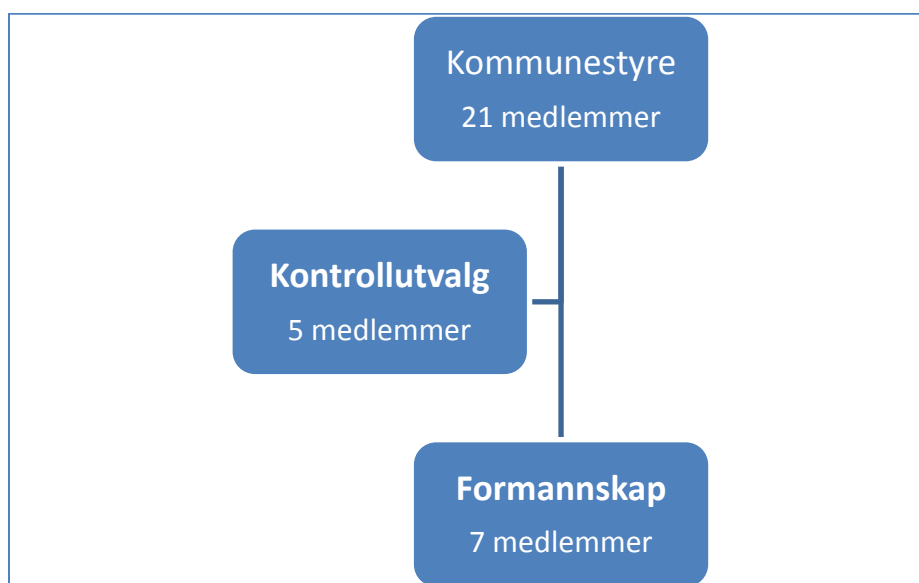 Kommunestyre
21 medlemmer
Kontrollutvalg
5 medlemmer
Formannskap
7 medlemmer